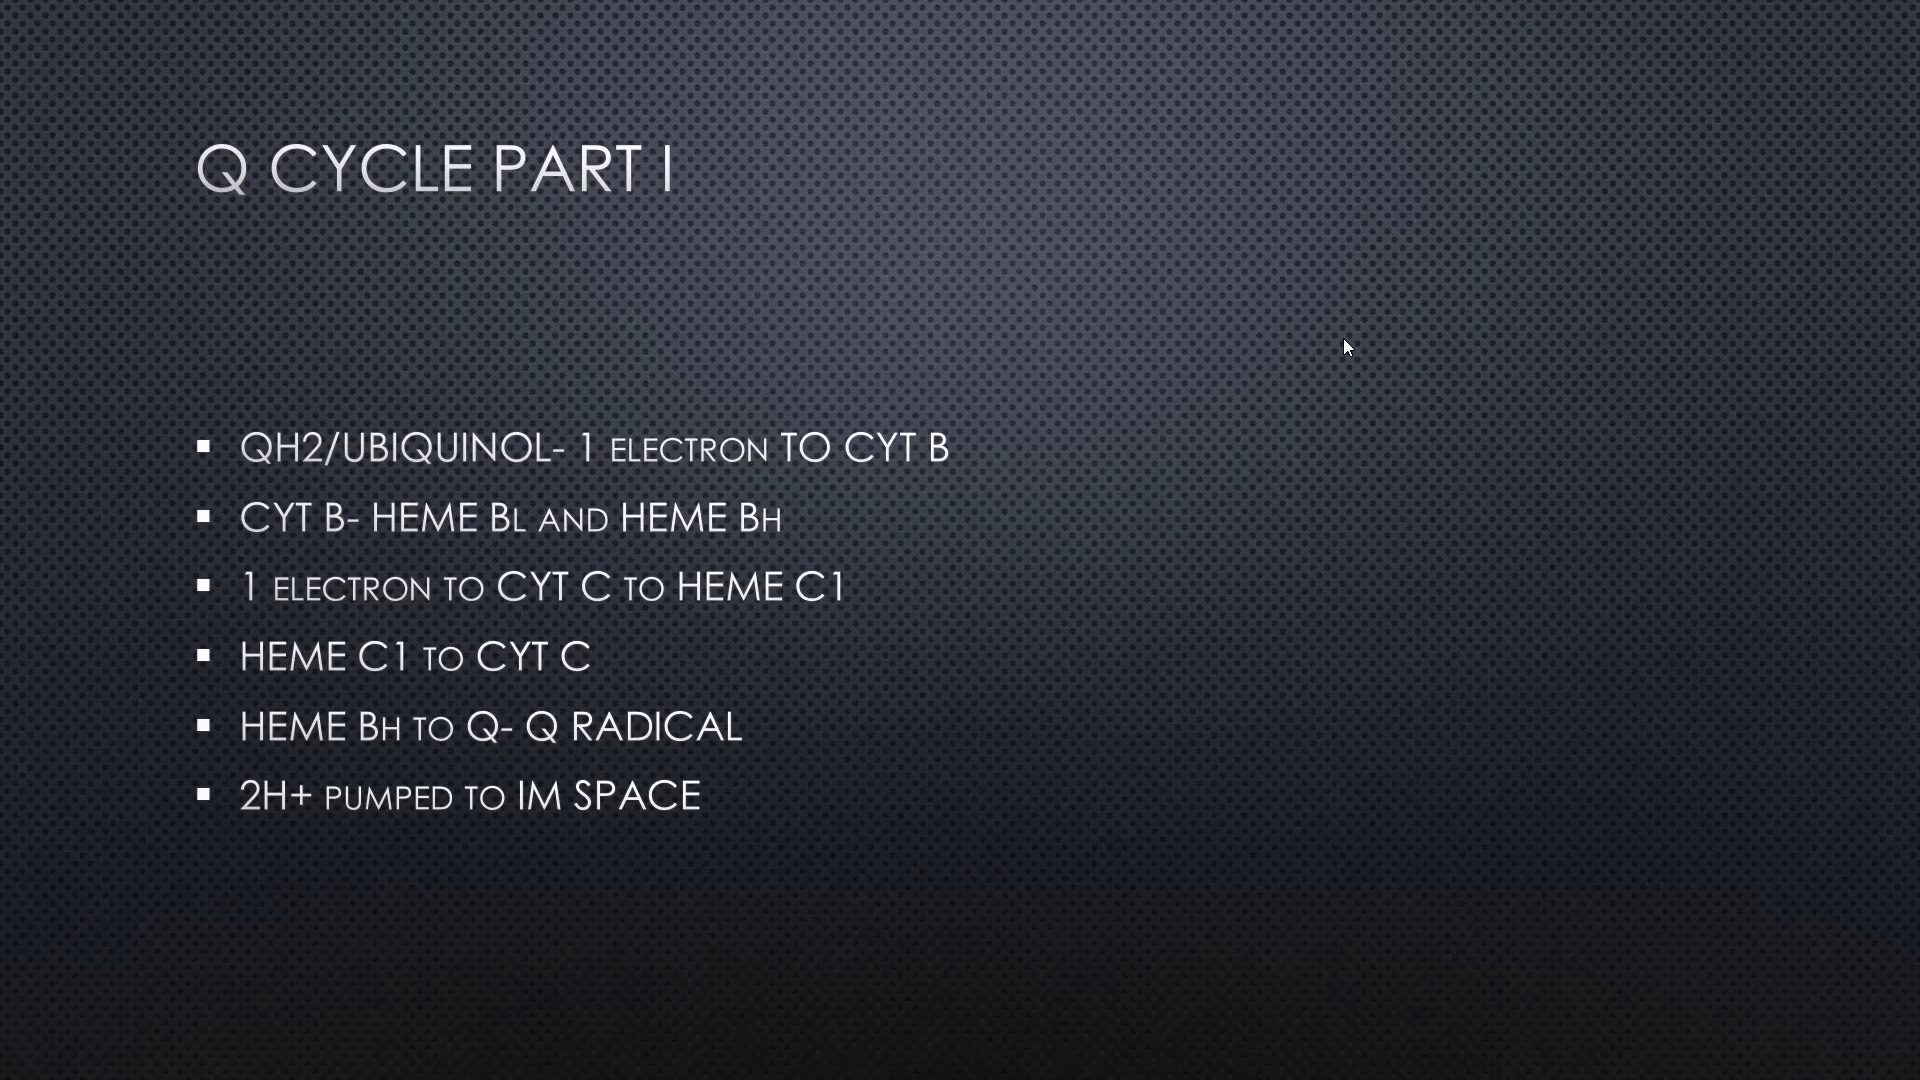 Q CYCLE PART I
QH2/UBIQUINOL- 1 ELECTRON TO CYT B
CYT B- HEME BL AND HEME BH
1 ELECTRON TO CYT C TO HEME C1
HEME C1 TO CYT C
HEME BH TO Q- Q RADICAL
2H+ PUMPED TO IM SPACE